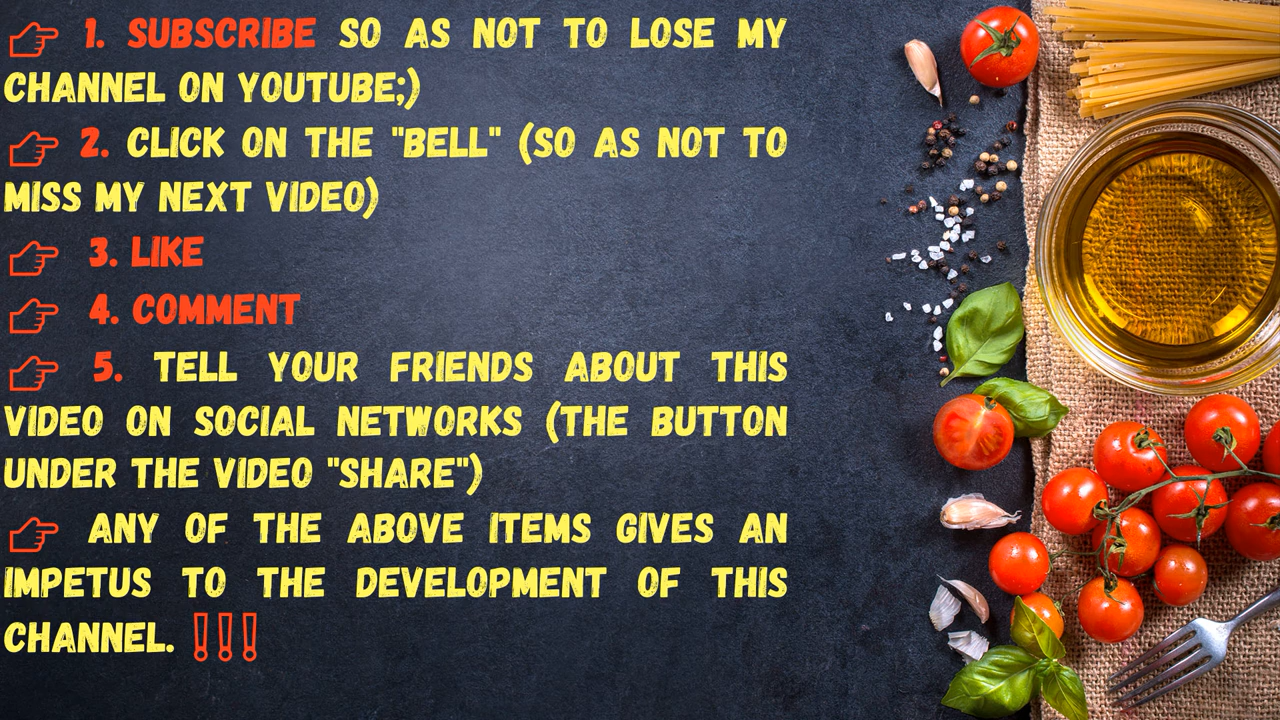 👉 1. SUBSCRIBE SO AS NOT TO LOSE MY
CHANNEL ON YOUTUBE;)
👉 2. CLICK ON THE "BELL" (SO AS NOT TO
MISS MY NEXT VIDEO)
👉 3. LIKE
👉 4. COMMENT
👉 5. TELL YOUR FRIENDS ABOUT THIS
VIDEO ON SOCIAL NETWORKS (THE BUTTON
UNDER THE VIDEO "SHARE")
👉 ANY OF THE ABOVE ITEMS GIVES AN
IMPETUS TO THE DEVELOPMENT OF THIS
CHANNEL. ❗❗❗